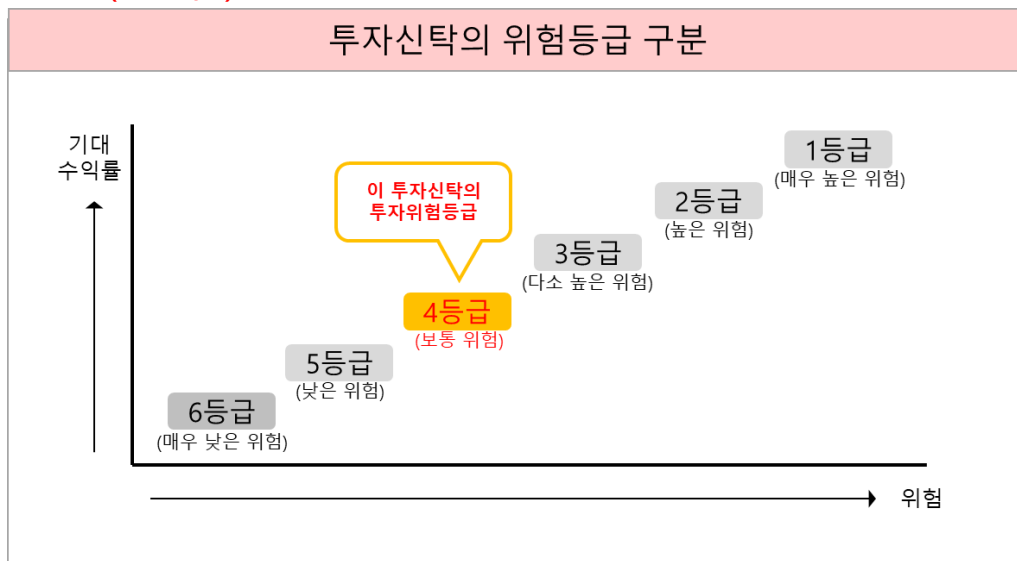 투자신탁의 위험등급 구분
기대
수익률
1등급
(매우 높은 위험)
이 투자신탁의
투자위험등급
2등급
(높은 위험)
3등급
(다소 높은 위험)
4등급
(보통 위험)
5등급
(낮은 위험)
6등급
(매우 낮은 위험)
위험